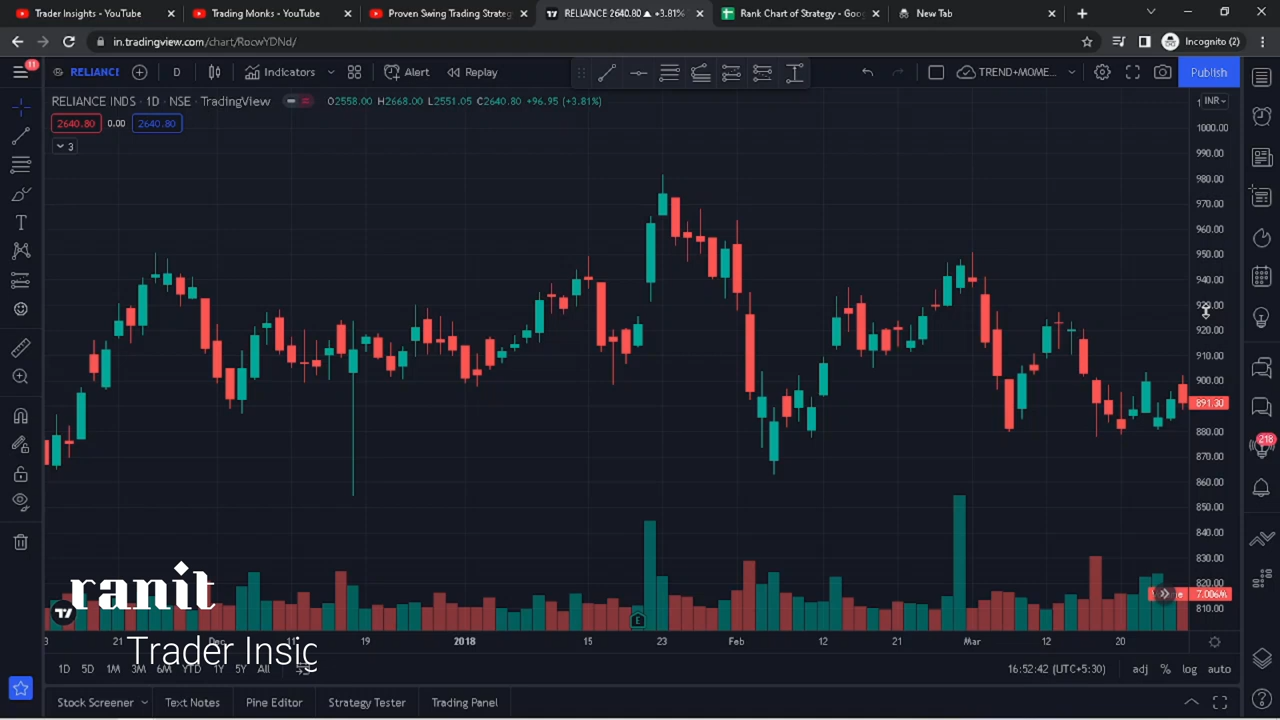 Trader Insights - YouTube
Trading Monks - YouTube
Proven Swing Trading Strateg
RELIANCE 2640.80 ▲ +3.81%
Rank Chart of Strategy - Goog
New Tab
in.tradingview.com/chart/RocwYDNd/
Incognito (2)
11
RELIANCE
D
Indicators
Alert
Replay
TREND+MOME...
Publish
RELIANCE INDS · 1D · NSE · TradingView
O2558.00 H2668.00 L2551.05 C2640.80 +96.95 (+3.81%)
INR
2640.80 0.00 2640.80
3
1000.00
990.00
980.00
970.00
960.00
950.00
940.00
920.00
910.00
900.00
891.30
880.00
870.00
218
860.00
850.00
840.00
830.00
820.00
7.006M
810.00
E
ranit
Trader Insig
21
Dec
11
19
2018
15
23
Feb
12
21
Mar
12
20
1D 5D 1M 3M 6M YTD 1Y 5Y All
16:52:42 (UTC+5:30)
adj % log auto
Stock Screener
Text Notes
Pine Editor
Strategy Tester
Trading Panel